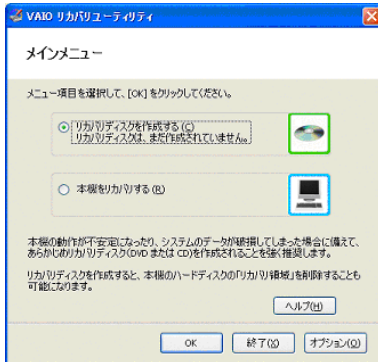 VAIO リカバリユーティリティ
メインメニュー
メニュー項目を選択して、[OK] をクリックしてください。
リカバリディスクを作成する(C)
リカバリディスクは、まだ作成されていません。
本機をリカバリする(R)
本機の動作が不安定になったり、システムのデータが破損してしまった場合に備えて、
あらかじめリカバリディスク(DVD または CD)を作成されることを強く推奨します。
リカバリディスクを作成すると、本機のハードディスクの「リカバリ領域」を削除することも
可能になります。
ヘルプ(H)
OK
終了(X)
オプション(O)